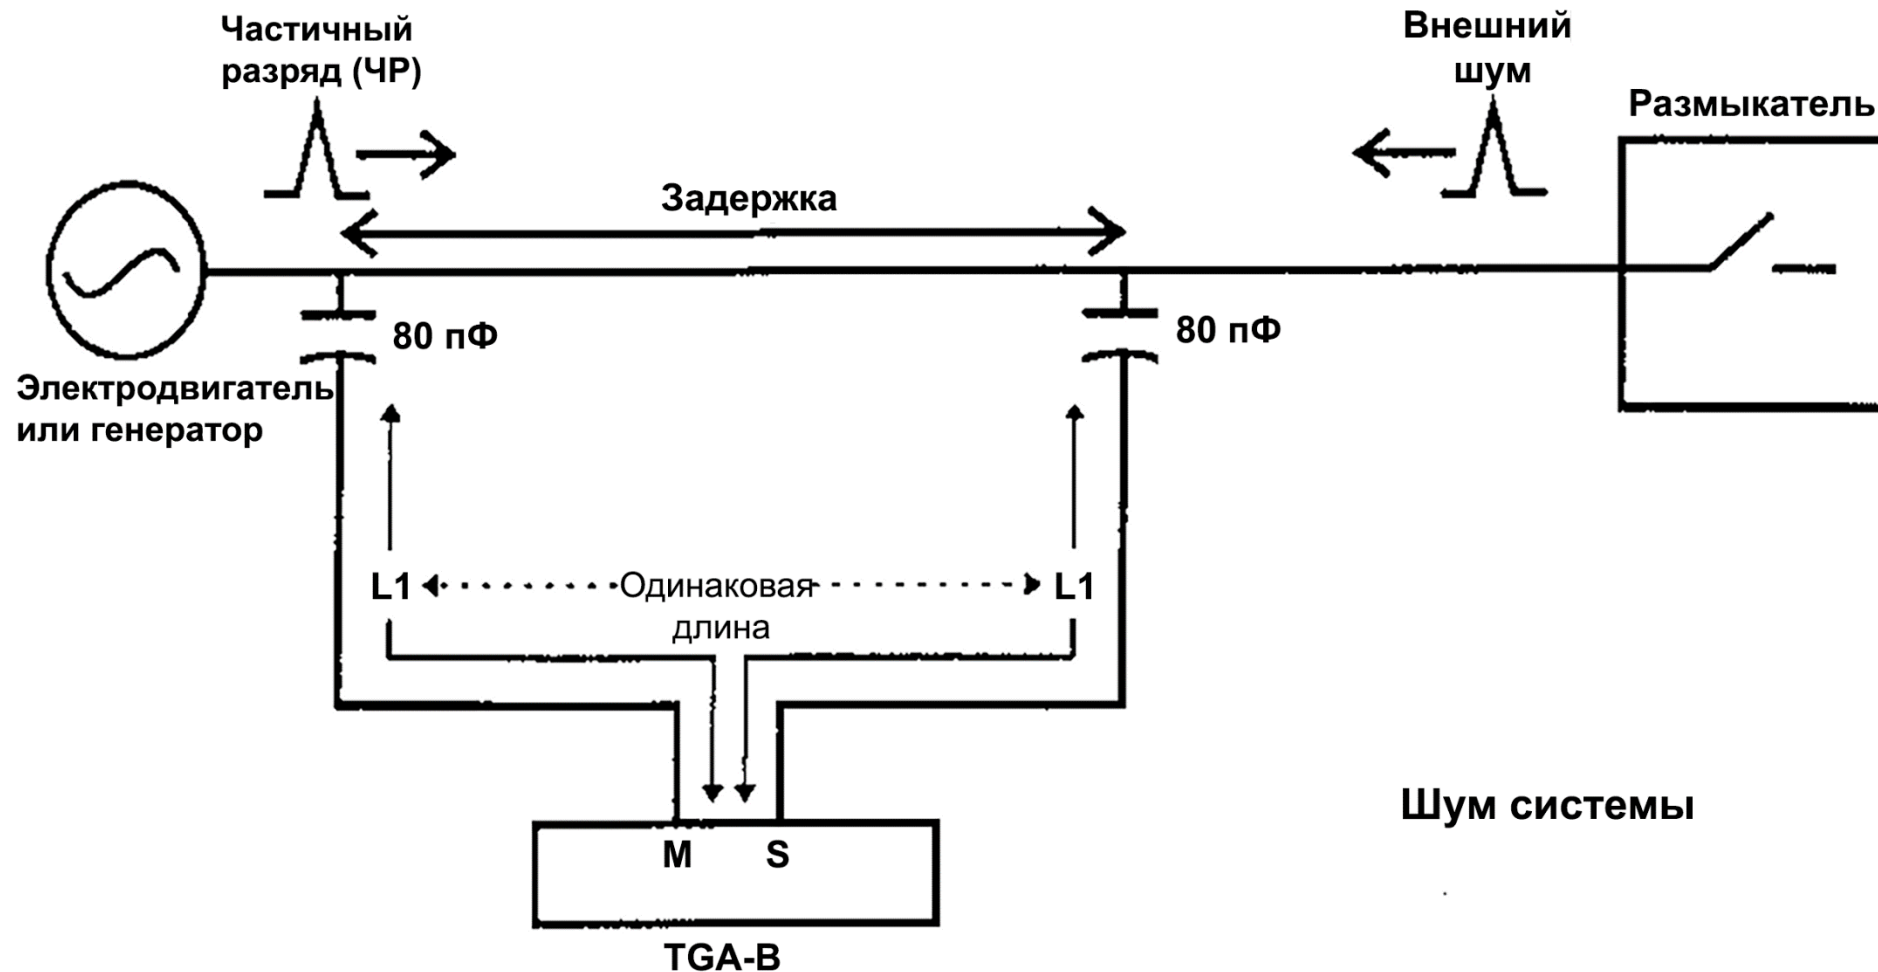 Частичный
разряд (ЧР)
Внешний
шум
Размыкатель
Задержка
80 пФ
80 пФ
Электродвигатель
или генератор
L1
Одинаковая
длина
L1
Шум системы
M
S
TGA-B